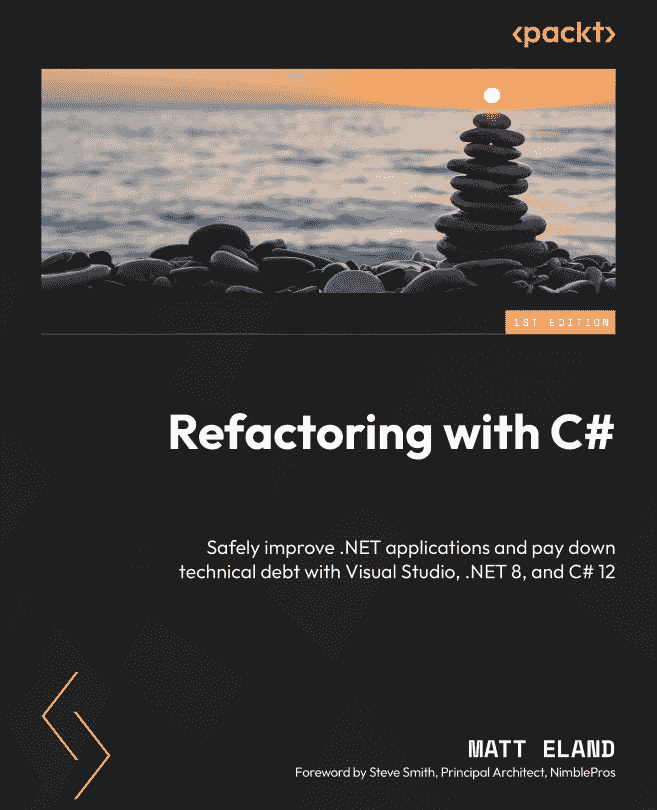 <packt>
1ST EDITION
Refactoring with C#
Safely improve .NET applications and pay down
technical debt with Visual Studio, .NET 8, and C# 12
MATT ELAND
Foreword by Steve Smith, Principal Architect, NimblePros